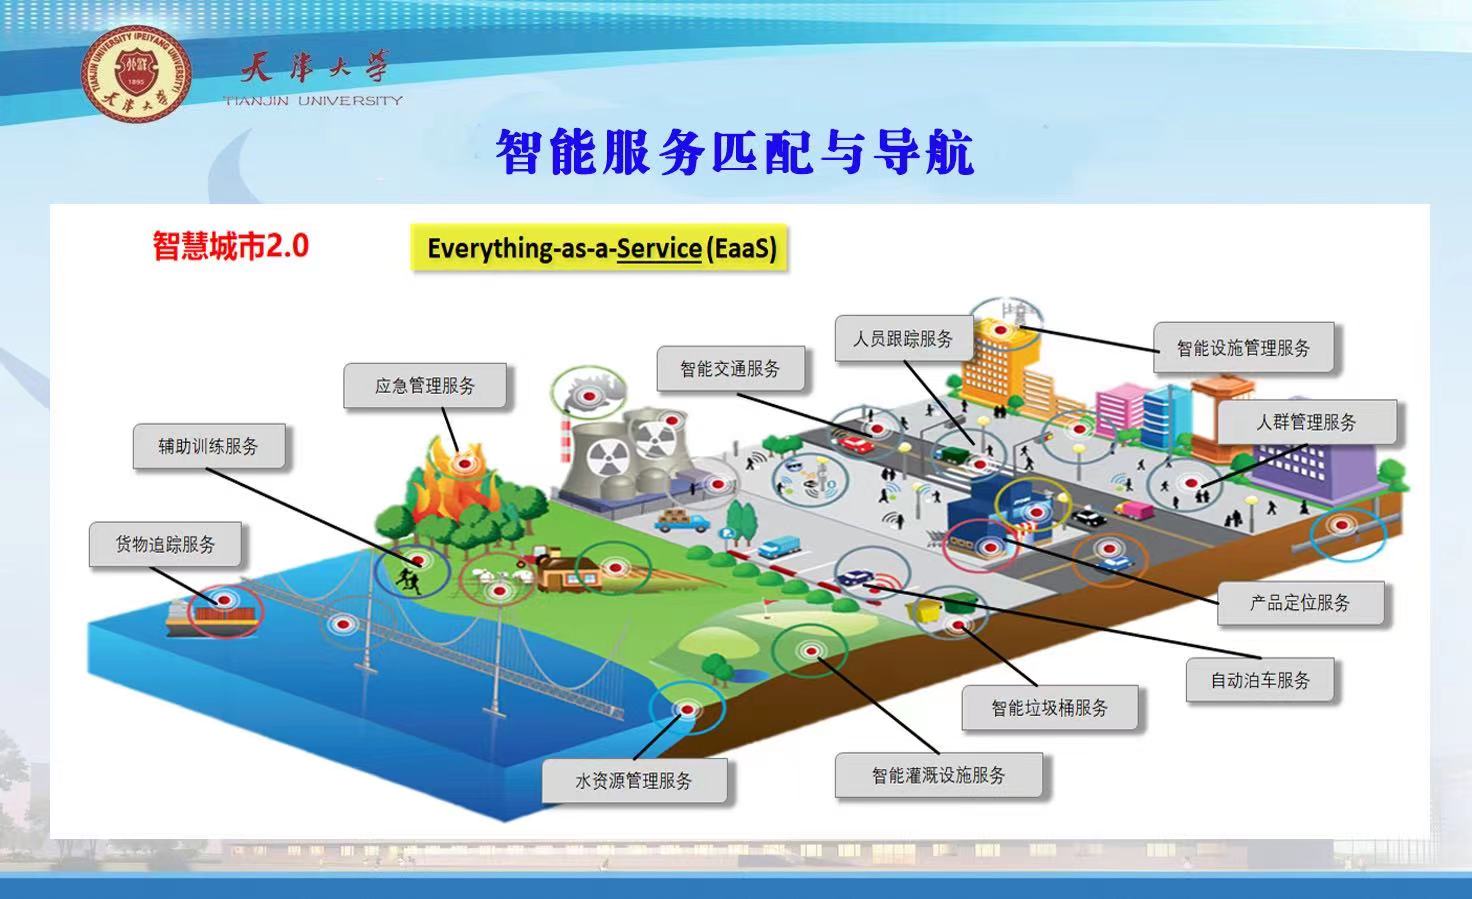 TIANJIN UNIVERSITY (PEIYANG UNIVERSITY)
北洋
1895
天津大学
天津大学
TIANJIN UNIVERSITY
智能服务匹配与导航
智慧城市2.0
Everything-as-a-Service (EaaS)
人员跟踪服务
智能设施管理服务
智能交通服务
应急管理服务
人群管理服务
辅助训练服务
货物追踪服务
产品定位服务
自动泊车服务
智能垃圾桶服务
智能灌溉设施服务
水资源管理服务